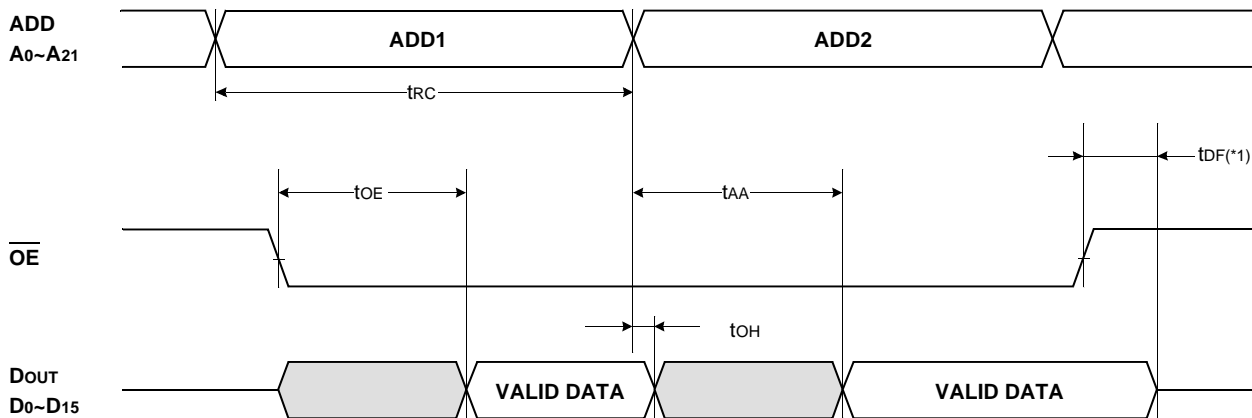 ADD
A0~A21
ADD1
ADD2
tRC
tDF(*1)
tOE
tAA
OE
tOH
DOUT
D0~D15
VALID DATA
VALID DATA